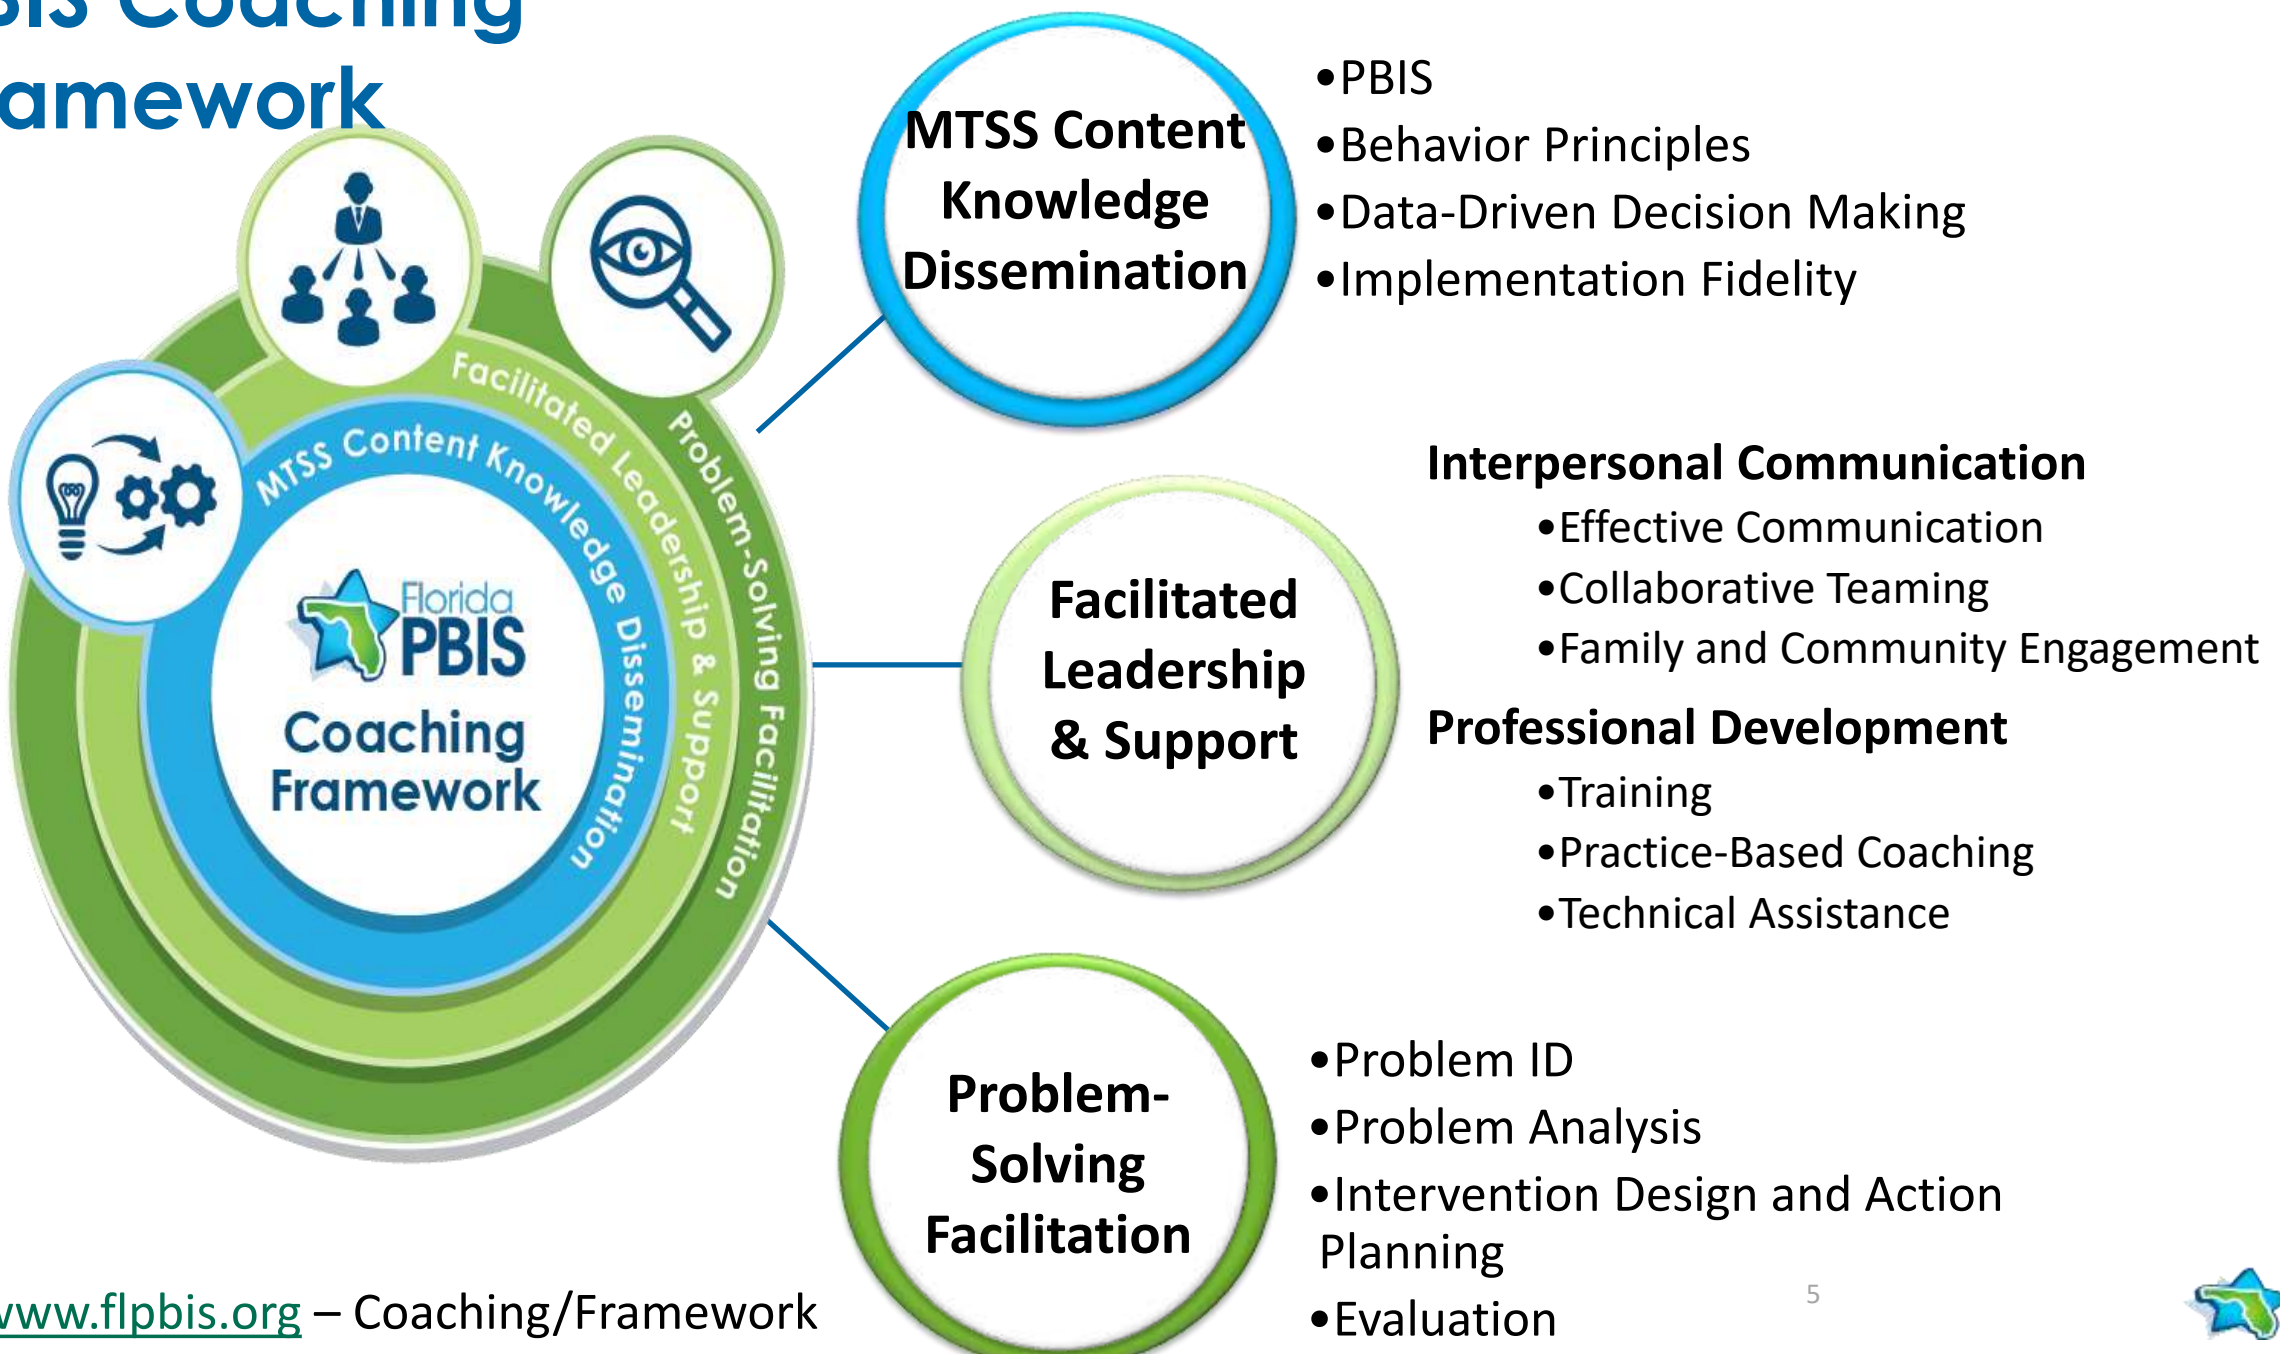 BIS Coaching
amework
MTSS Content
Knowledge
Dissemination
•PBIS
•Behavior Principles
•Data-Driven Decision Making
•Implementation Fidelity
Facilitated Leadership & Support
Problem-Solving Facilitation
MTSS Content Knowledge Dissemination
Florida
PBIS
Coaching
Framework
Facilitated
Leadership
& Support
Interpersonal Communication
•Effective Communication
•Collaborative Teaming
•Family and Community Engagement
Professional Development
•Training
•Practice-Based Coaching
•Technical Assistance
Problem-
Solving
Facilitation
•Problem ID
•Problem Analysis
•Intervention Design and Action
Planning
•Evaluation
www.flpbis.org – Coaching/Framework
5